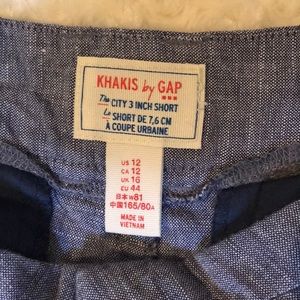 KHAKIS by GAP
The CITY 3 INCH SHORT
Le SHORT DE 7,6 CM
À COUPE URBAINE
US 12
CA 12
UK 16
EU 44
日本 W81
中国 165/80A
MADE IN
VIETNAM